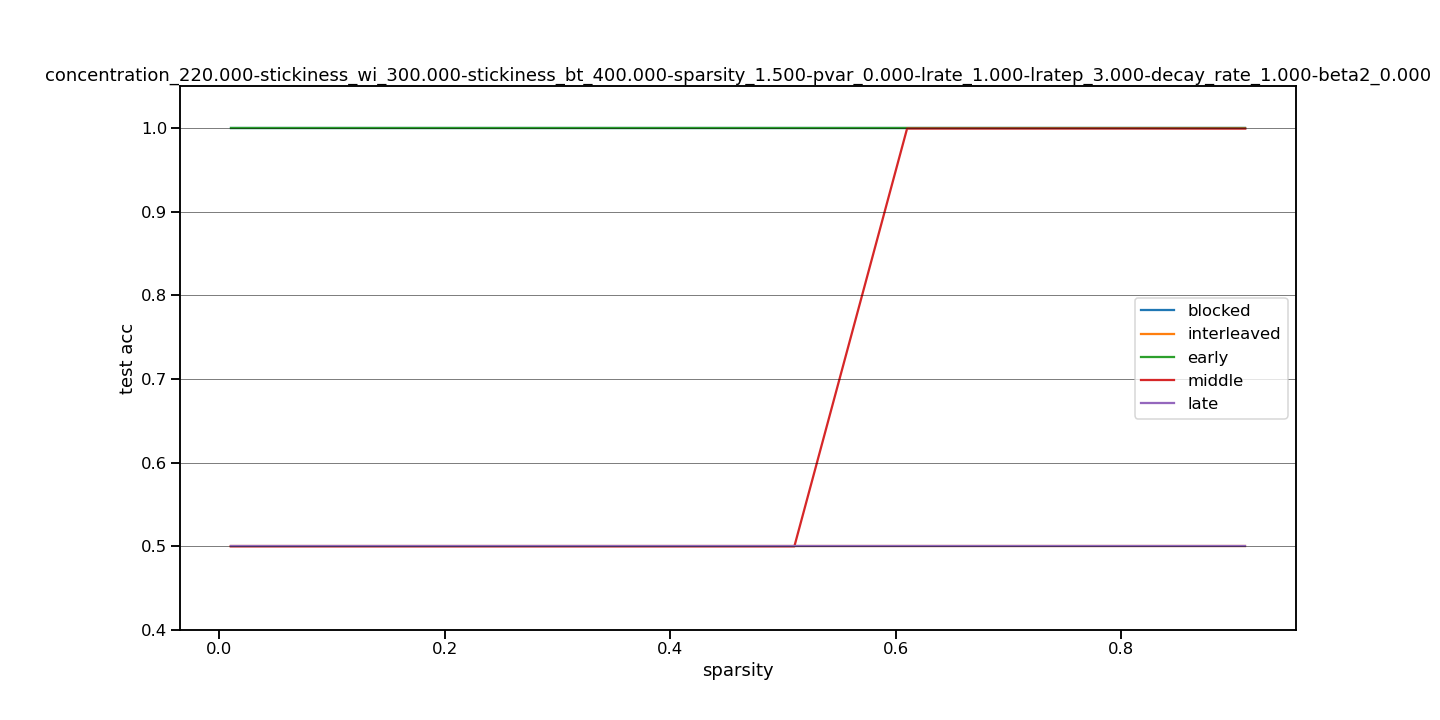 concentration_220.000-stickiness_wi_300.000-stickiness_bt_400.000-sparsity_1.500-pvar_0.000-lrate_1.000-lratep_3.000-decay_rate_1.000-beta2_0.000
1.0
0.9
0.8
0.7
0.6
0.5
0.4
test acc
blocked
interleaved
early
middle
late
0.0 0.2 0.4 0.6 0.8
sparsity